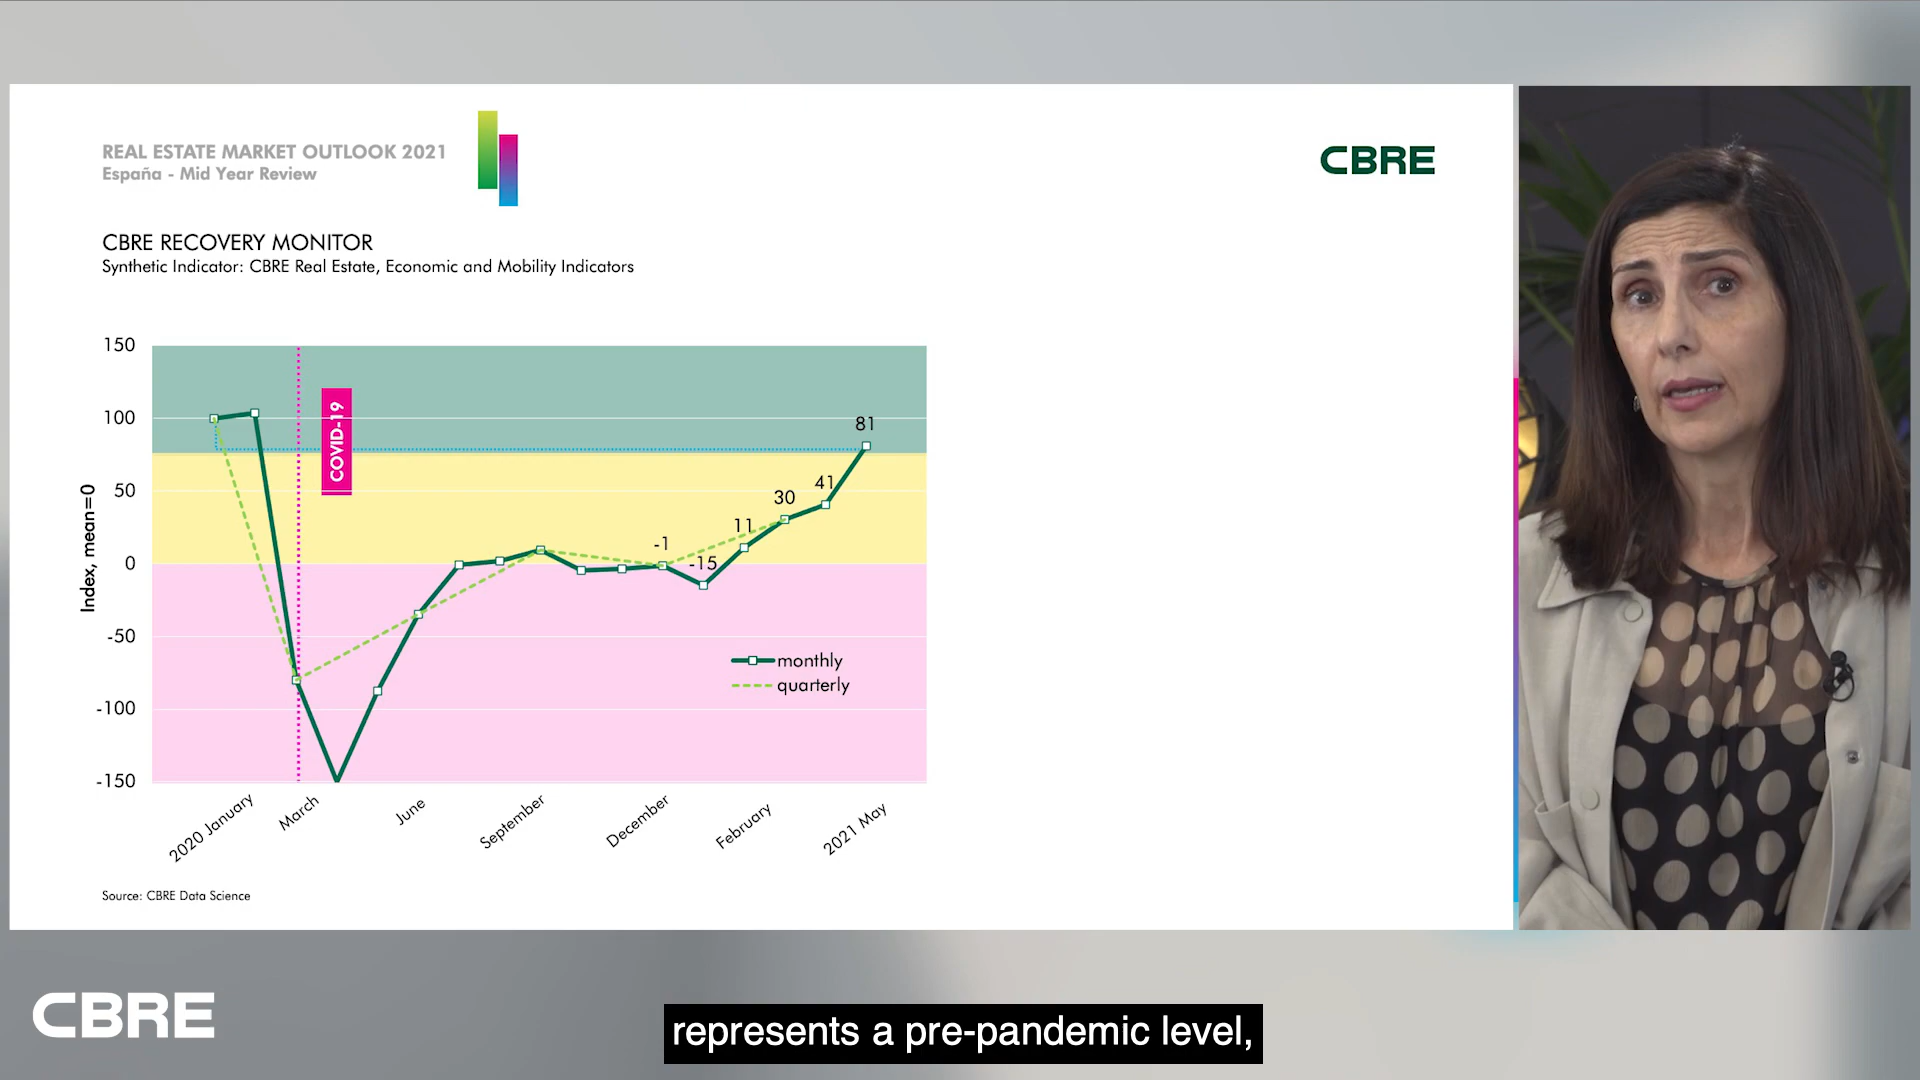 REAL ESTATE MARKET OUTLOOK 2021
España - Mid Year Review
CBRE
CBRE RECOVERY MONITOR
Synthetic Indicator: CBRE Real Estate, Economic and Mobility Indicators
150
100
50
0
-50
-100
-150
Index, mean=0
COVID-19
-1
-15
11
30
41
81
monthly
quarterly
2020 January
March
June
September
December
February
2021 May
Source: CBRE Data Science
CBRE
represents a pre-pandemic level,